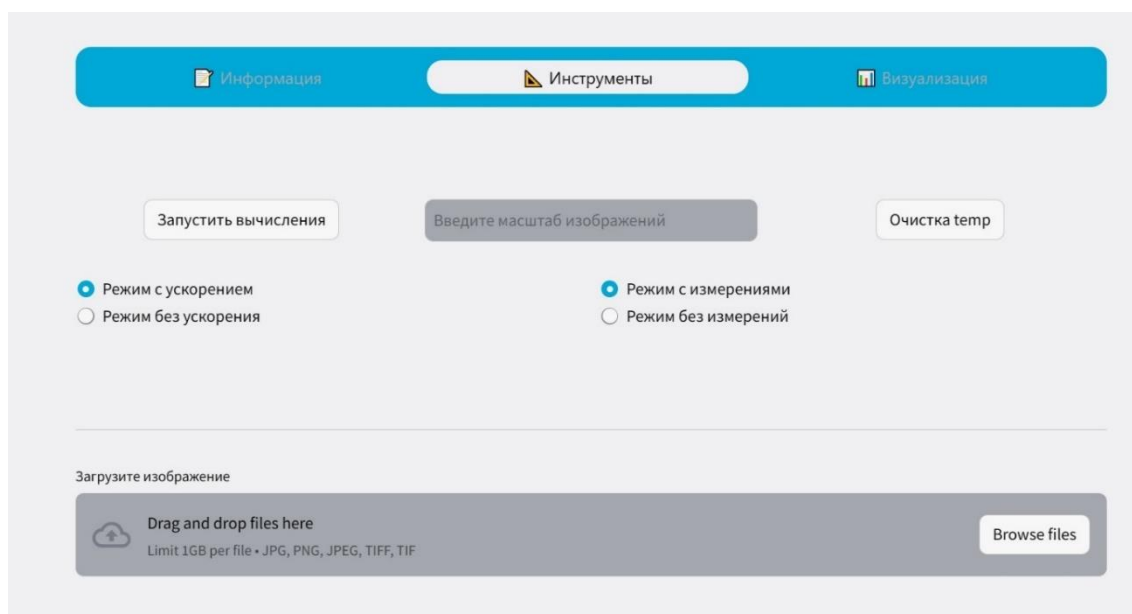 Информация
Инструменты
Визуализация
Запустить вычисления
Введите масштаб изображений
Очистка temp
Режим с ускорением
Режим с измерениями
Режим без ускорения
Режим без измерений
Загрузите изображение
Drag and drop files here
Browse files
Limit 1GB per file • JPG, PNG, JPEG, TIFF, TIF